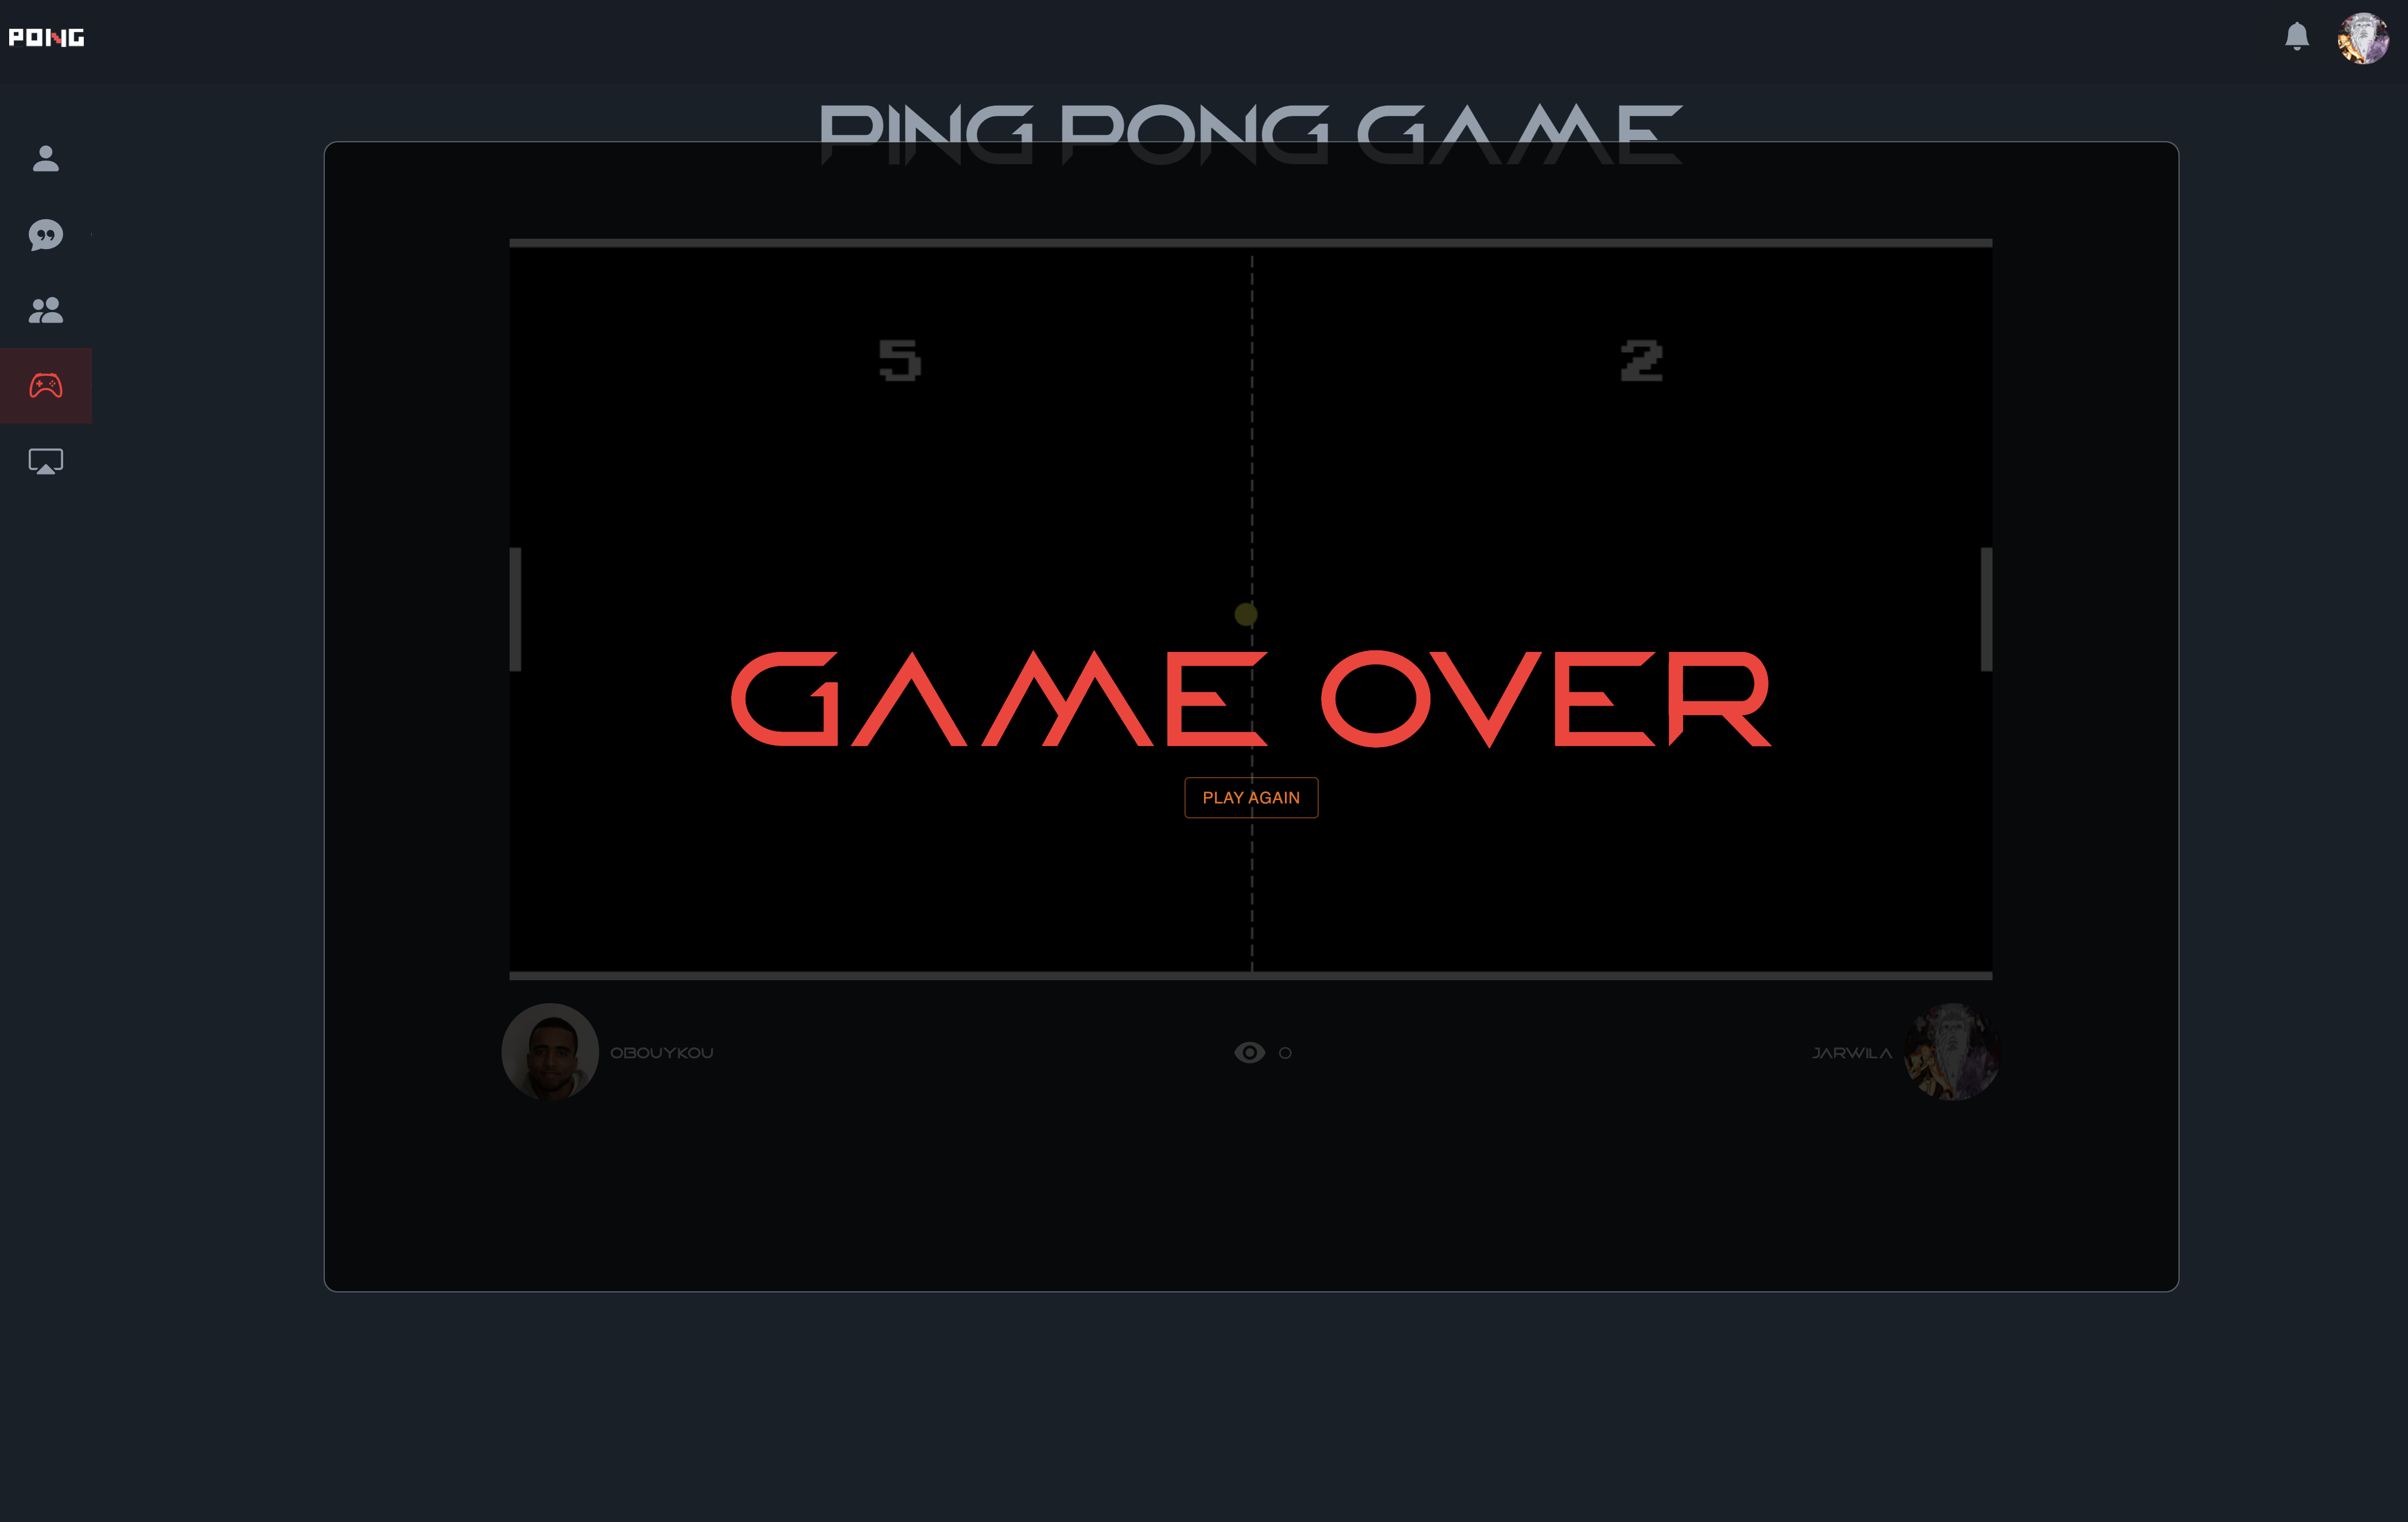 PONG
PING PONG GAME
5
2
GAME OVER
PLAY AGAIN
OBOUYKOU
0
JARWILA